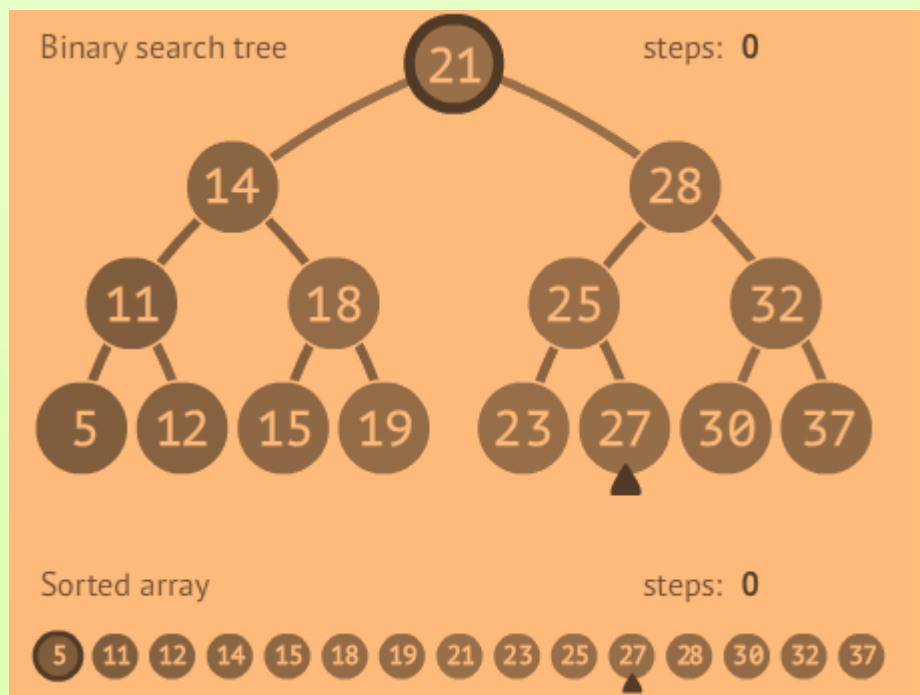 Binary search tree steps: 0
21
14 28
11 18 25 32
5 12 15 19 23 27 30 37
Sorted array steps: 0
5 11 12 14 15 18 19 21 23 25 27 28 30 32 37